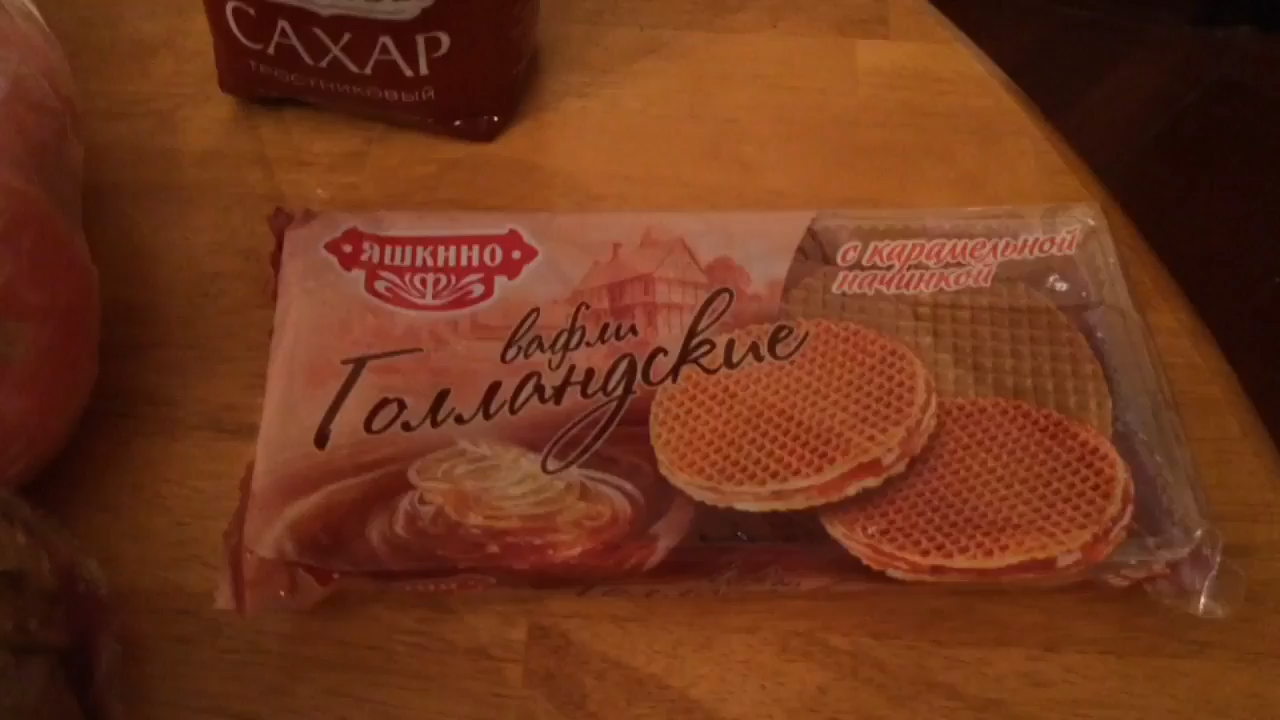 САХАР
тростниковый
ЯШКИНО
с карамельной
начинкой
вафли
Голландские